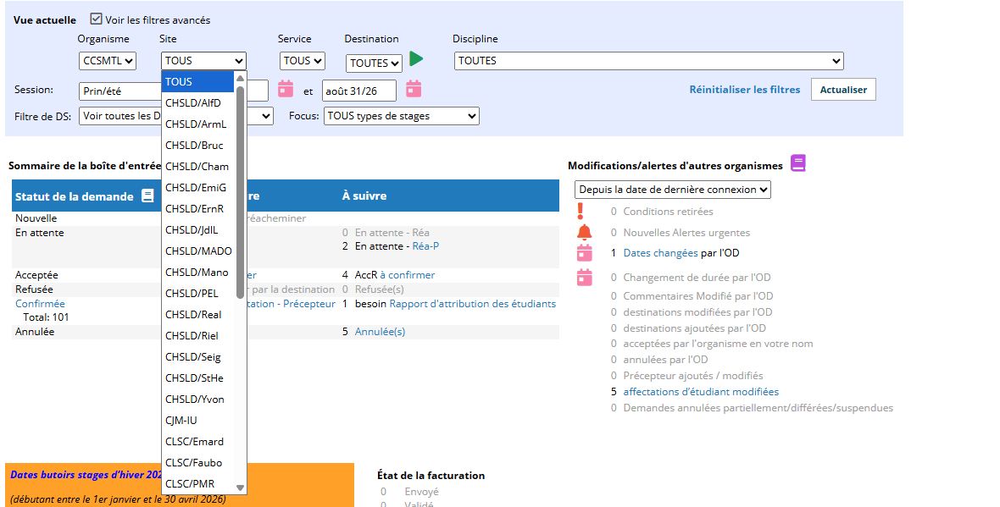 Vue actuelle Voir les filtres avancés
Organisme Site Service Destination Discipline
CCSMTL TOUS TOUS TOUTES TOUTES
Session: Prin/été et août 31/26 Réinitialiser les filtres Actualiser
Filtre de DS: Voir toutes les D Focus: TOUS types de stages
TOUS
CHSLD/AlfD
CHSLD/ArmL
CHSLD/Bruc
CHSLD/Cham
CHSLD/EmiG
CHSLD/ErnR
CHSLD/JdIL
CHSLD/MADO
CHSLD/Mano
CHSLD/PEL
CHSLD/Real
CHSLD/Riel
CHSLD/Seig
CHSLD/StHe
CHSLD/Yvon
CJM-IU
CLSC/Emard
CLSC/Faubo
CLSC/PMR
Sommaire de la boîte d'entrée
Statut de la demande re À suivre
Nouvelle réacheminer
En attente 0 En attente - Réa
2 En attente - Réa-P
Acceptée er 4 AccR à confirmer
Refusée r par la destination 0 Refusée(s)
Confirmée tation - Précepteur 1 besoin Rapport d'attribution des étudiants
Total: 101
Annulée 5 Annulée(s)
Modifications/alertes d'autres organismes
Depuis la date de dernière connexion
0 Conditions retirées
0 Nouvelles Alertes urgentes
1 Dates changées par l'OD
0 Changement de durée par l'OD
0 Commentaires Modifié par l'OD
0 destinations modifiées par l'OD
0 destinations ajoutées par l'OD
0 acceptées par l'organisme en votre nom
0 annulées par l'OD
0 Précepteur ajoutés / modifiés
5 affectations d'étudiant modifiées
0 Demandes annulées partiellement/différées/suspendues
Dates butoirs stages d'hiver 202
(débutant entre le 1er janvier et le 30 avril 2026)
État de la facturation
0 Envoyé
0 Validé